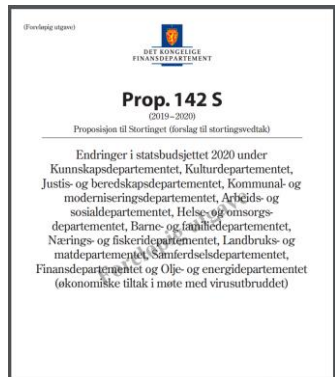 (Foreløpig utgave)
DET KONGELIGE
FINANSDEPARTEMENT
Prop. 142 S
(2019–2020)
Proposisjon til Stortinget (forslag til stortingsvedtak)
Endringer i statsbudsjettet 2020 under
Kunnskapsdepartementet, Kulturdepartementet,
Justis- og beredskapsdepartementet, Kommunal- og
moderniseringsdepartementet, Arbeids- og
sosialdepartementet, Helse- og omsorgs-
departementet, Barne- og familiedepartementet,
Nærings- og fiskeridepartementet, Landbruks- og
matdepartementet, Samferdselsdepartementet,
Finansdepartementet og Olje- og energidepartementet
(økonomiske tiltak i møte med virusutbruddet)
Foreløpig utgave